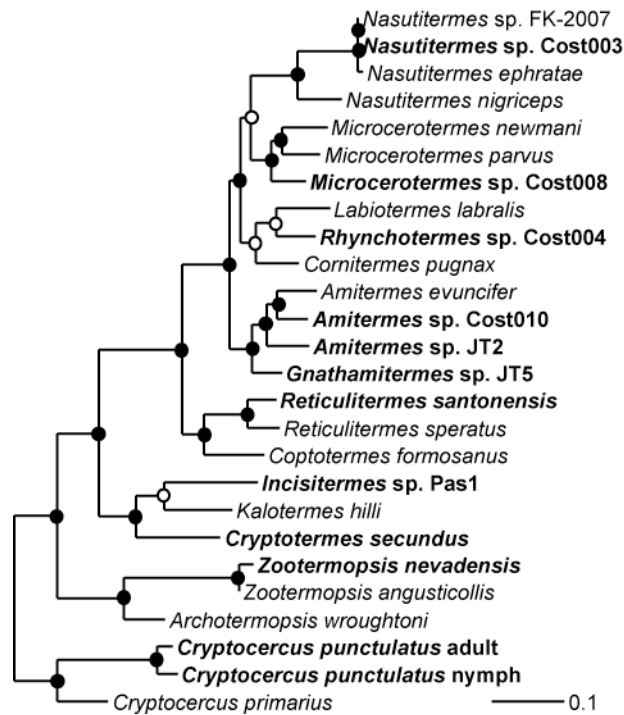 Nasutitermes sp. FK-2007
Nasutitermes sp. Cost003
Nasutitermes ephratae
Nasutitermes nigriceps
Microcerotermes newmani
Microcerotermes parvus
Microcerotermes sp. Cost008
Labiotermes labralis
Rhynchotermes sp. Cost004
Cornitermes pugnax
Amitermes evuncifer
Amitermes sp. Cost010
Amitermes sp. JT2
Gnathamitermes sp. JT5
Reticulitermes santonensis
Reticulitermes speratus
Coptotermes formosanus
Incisitermes sp. Pas1
Kalotermes hilli
Cryptotermes secundus
Zootermopsis nevadensis
Zootermopsis angusticollis
Archotermopsis wroughtoni
Cryptocercus punctulatus adult
Cryptocercus punctulatus nymph
Cryptocercus primarius
0.1